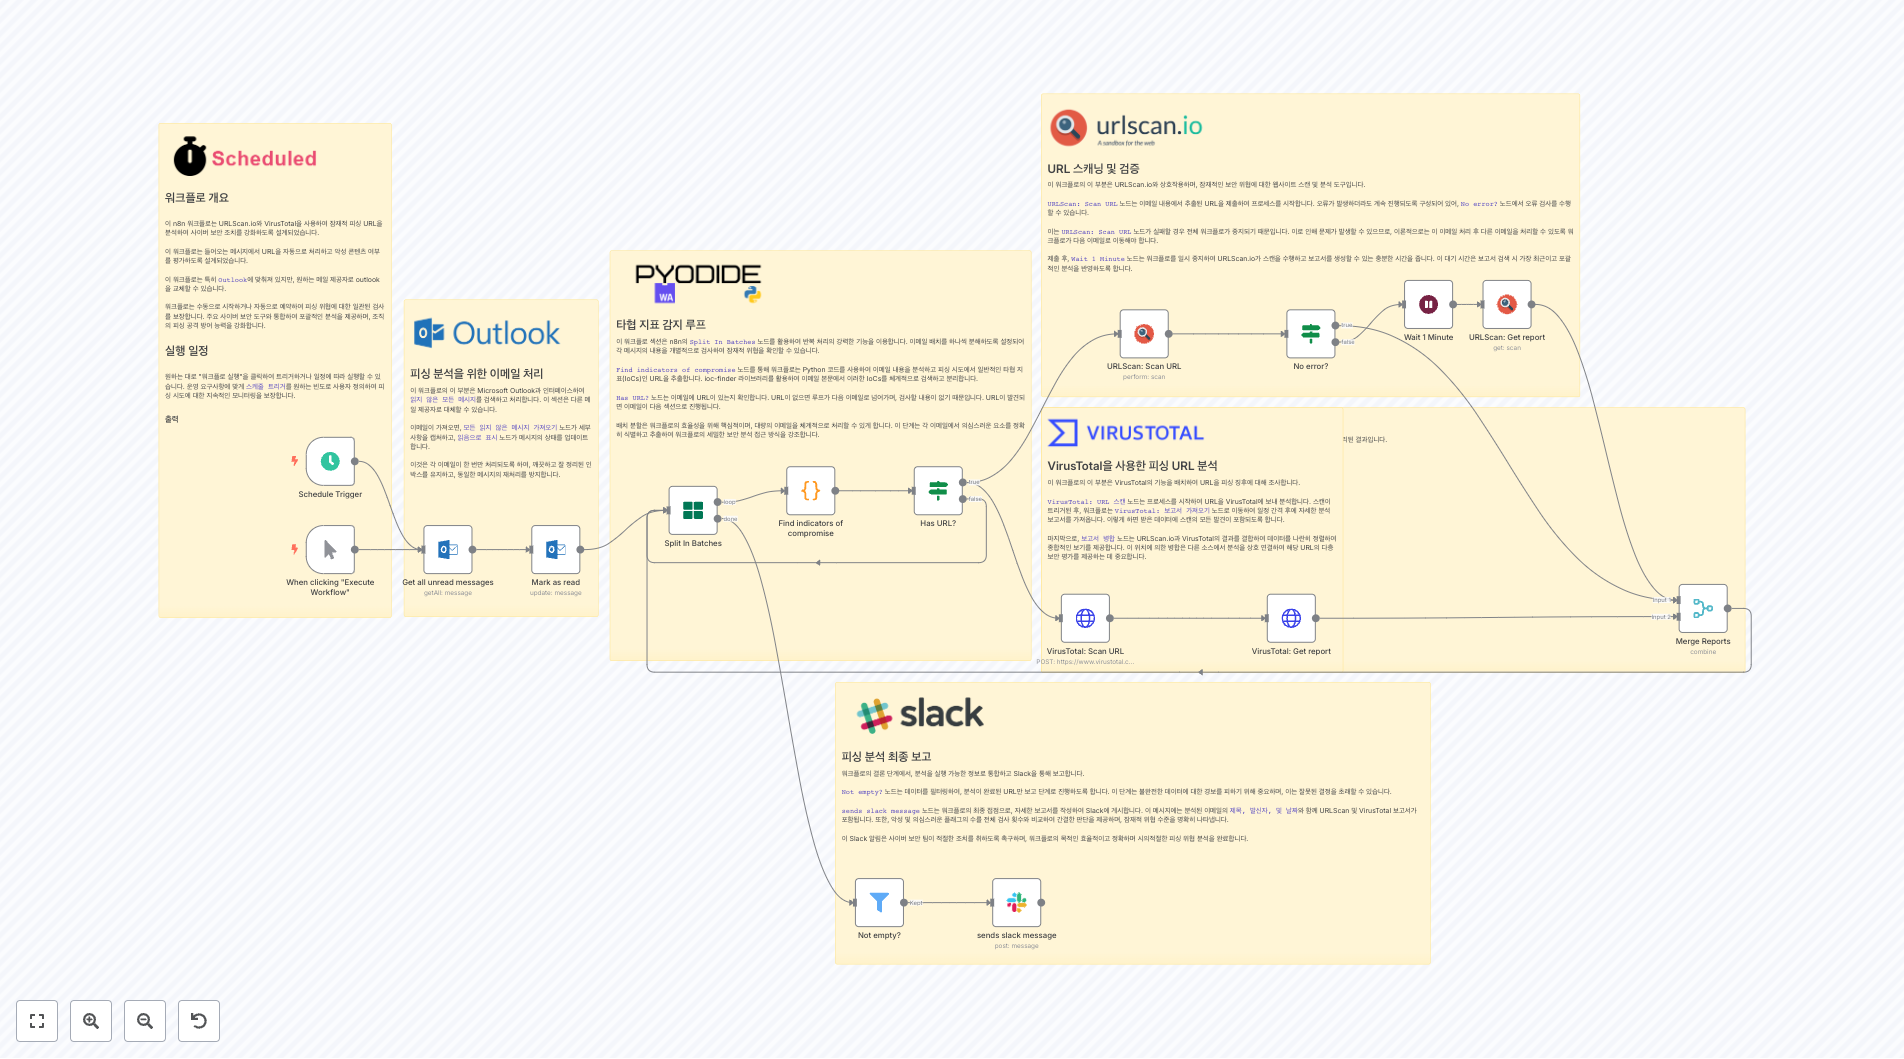 Scheduled
워크플로 개요
이 n8n 워크플로는 URLScan.io와 VirusTotal을 사용하여 잠재적 피싱 URL을
분석하여 사이버 보안 조치를 강화하도록 설계되었습니다.
이 워크플로는 들어오는 메시지에서 URL을 자동으로 처리하고 악성 콘텐츠 여부
를 평가하도록 설계되었습니다.
이 워크플로는 특히 Outlook에 맞춰져 있지만, 원하는 메일 제공자로 outlook
을 교체할 수 있습니다.
워크플로는 수동으로 시작하거나 자동으로 예약하여 피싱 위협에 대한 일관된 검사
를 보장합니다. 주요 사이버 보안 도구와 통합하여 포괄적인 분석을 제공하며, 조직
의 피싱 공격 방어 능력을 강화합니다.
실행 일정
원하는 대로 "워크플로 실행"을 클릭하여 트리거하거나 일정에 따라 실행할 수 있
습니다. 운영 요구사항에 맞게 스케줄 트리거를 원하는 빈도로 사용자 정의하여 피
싱 시도에 대한 지속적인 모니터링을 보장합니다.
출력
Schedule Trigger
When clicking "Execute
Workflow"
Outlook
피싱 분석을 위한 이메일 처리
이 워크플로의 이 부분은 Microsoft Outlook과 인터페이스하여
읽지 않은 모든 메시지를 검색하고 처리합니다. 이 섹션은 다른 메
일 제공자로 대체할 수 있습니다.
이메일이 가져오면, 모든 읽지 않은 메시지 가져오기 노드가 세부
사항을 캡처하고, 읽음으로 표시 노드가 메시지의 상태를 업데이트
합니다.
이것은 각 이메일이 한 번만 처리되도록 하며, 깨끗하고 잘 정리된 인
박스를 유지하고, 동일한 메시지의 재처리를 방지합니다.
Get all unread messages
getAll: message
Mark as read
update: message
PYODIDE
WA
타협 지표 감지 루프
이 워크플로 섹션은 n8n의 Split In Batches 노드를 활용하여 반복 처리의 강력한 기능을 이용합니다. 이메일 배치를 하나씩 분해하도록 설정되어
각 메시지의 내용을 개별적으로 검사하여 잠재적 위협을 확인할 수 있습니다.
Find indicators of compromise 노드를 통해 워크플로는 Python 코드를 사용하여 이메일 내용을 분석하고 피싱 시도에서 일반적인 타협 지
표(IoCs)인 URL을 추출합니다. ioc-finder 라이브러리를 활용하여 이메일 본문에서 이러한 IoCs를 체계적으로 검색하고 분리합니다.
Has URL? 노드는 이메일에 URL이 있는지 확인합니다. URL이 없으면 루프가 다음 이메일로 넘어가며, 검사할 내용이 없기 때문입니다. URL이 발견되
면 이메일이 다음 섹션으로 진행됩니다.
배치 분할은 워크플로의 효율성을 위해 핵심적이며, 대량의 이메일을 체계적으로 처리할 수 있게 합니다. 이 단계는 각 이메일에서 의심스러운 요소를 정확
히 식별하고 추출하여 워크플로의 세밀한 보안 분석 접근 방식을 강조합니다.
Split In Batches
loop
done
Find indicators of
compromise
Has URL?
true
false
urlscan.io
A sandbox for the web
URL 스캐닝 및 검증
이 워크플로의 이 부분은 URLScan.io와 상호작용하며, 잠재적인 보안 위협에 대한 웹사이트 스캔 및 분석 도구입니다.
URLScan: Scan URL 노드는 이메일 내용에서 추출된 URL을 제출하여 프로세스를 시작합니다. 오류가 발생하더라도 계속 진행되도록 구성되어 있어, No error? 노드에서 오류 검사를 수행
할 수 있습니다.
이는 URLScan: Scan URL 노드가 실패할 경우 전체 워크플로가 중지되기 때문입니다. 이로 인해 문제가 발생할 수 있으므로, 이론적으로는 이 이메일 처리 후 다른 이메일을 처리할 수 있도록 워
크플로가 다음 이메일로 이동해야 합니다.
제출 후, Wait 1 Minute 노드는 워크플로를 일시 중지하여 URLScan.io가 스캔을 수행하고 보고서를 생성할 수 있는 충분한 시간을 줍니다. 이 대기 시간은 보고서 검색 시 가장 최근이고 포괄
적인 분석을 반영하도록 합니다.
URLScan: Scan URL
perform: scan
No error?
true
false
Wait 1 Minute
URLScan: Get report
get: scan
VIRUSTOTAL
VirusTotal을 사용한 피싱 URL 분석
이 워크플로의 이 부분은 VirusTotal의 기능을 배치하여 URL을 피싱 징후에 대해 조사합니다.
VirusTotal: URL 스캔 노드는 프로세스를 시작하여 URL을 VirusTotal에 보내 분석합니다. 스캔이
트리거된 후, 워크플로는 VirusTotal: 보고서 가져오기 노드로 이동하여 일정 간격 후에 자세한 분석
보고서를 가져옵니다. 이렇게 하면 받은 데이터에 스캔의 모든 발견이 포함되도록 합니다.
마지막으로, 보고서 병합 노드는 URLScan.io과 VirusTotal의 결과를 결합하여 데이터를 나란히 정렬하여
종합적인 보기를 제공합니다. 이 위치에 의한 병합은 다른 소스에서 분석을 상호 연결하여 해당 URL의 다층
보안 평가를 제공하는 데 중요합니다.
된 결과입니다.
VirusTotal: Scan URL
POST: https://www.virustotal.c...
VirusTotal: Get report
Input 1
Input 2
Merge Reports
combine
slack
피싱 분석 최종 보고
워크플로의 결론 단계에서, 분석을 실행 가능한 정보로 통합하고 Slack을 통해 보고합니다.
Not empty? 노드는 데이터를 필터링하여, 분석이 완료된 URL만 보고 단계로 진행하도록 합니다. 이 단계는 불완전한 데이터에 대한 경보를 피하기 위해 중요하며, 이는 잘못된 결정을 초래할 수 있습니다.
sends slack message 노드는 워크플로의 최종 접점으로, 자세한 보고서를 작성하여 Slack에 게시합니다. 이 메시지에는 분석된 이메일의 제목, 발신자, 및 날짜와 함께 URLScan 및 VirusTotal 보고서가
포함됩니다. 또한, 악성 및 의심스러운 플래그의 수를 전체 검사 횟수와 비교하여 간결한 판단을 제공하며, 잠재적 위협 수준을 명확히 나타냅니다.
이 Slack 알림은 사이버 보안 팀이 적절한 조치를 취하도록 촉구하며, 워크플로의 목적인 효율적이고 정확하며 시의적절한 피싱 위협 분석을 완료합니다.
Not empty?
Kept
sends slack message
post: message